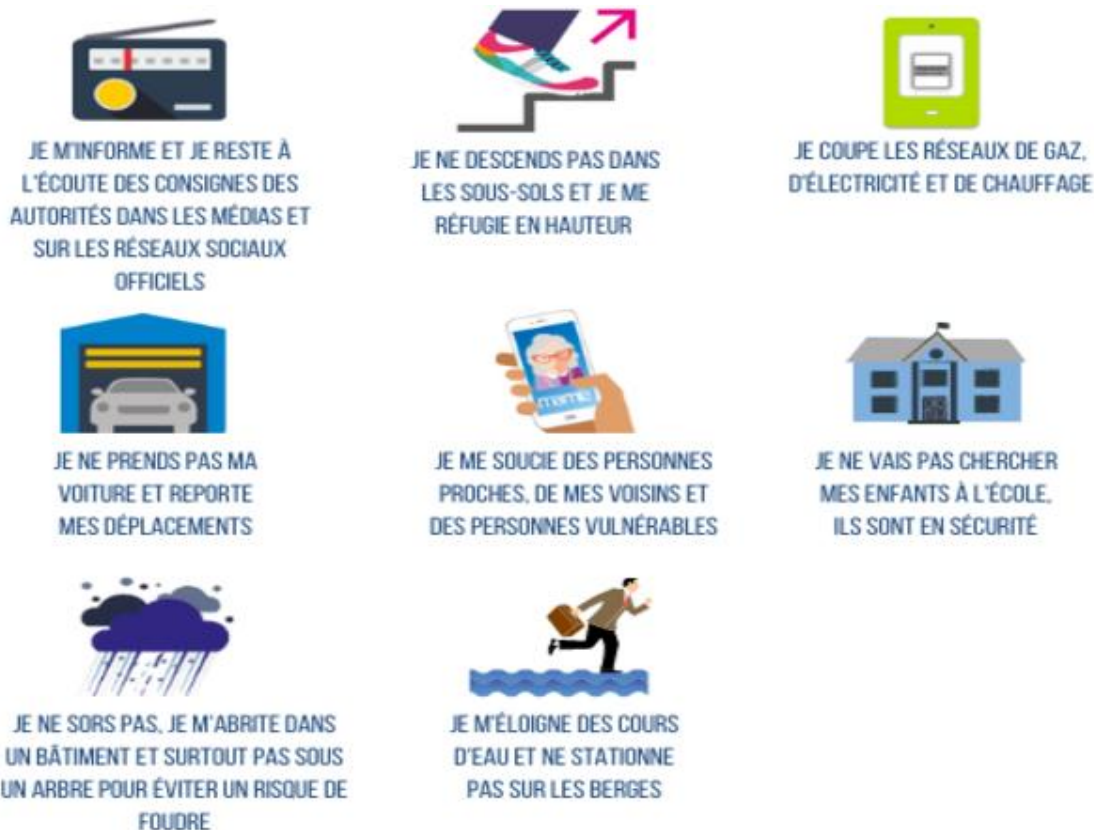 JE M'INFORME ET JE RESTE À
L'ÉCOUTE DES CONSIGNES DES
AUTORITÉS DANS LES MÉDIAS ET
SUR LES RÉSEAUX SOCIAUX
OFFICIELS
JE NE DESCENDS PAS DANS
LES SOUS-SOLS ET JE ME
RÉFUGIE EN HAUTEUR
JE COUPE LES RÉSEAUX DE GAZ,
D'ÉLECTRICITÉ ET DE CHAUFFAGE
JE NE PRENDS PAS MA
VOITURE ET REPORTE
MES DÉPLACEMENTS
JE ME SOUCIE DES PERSONNES
PROCHES, DE MES VOISINS ET
DES PERSONNES VULNÉRABLES
JE NE VAIS PAS CHERCHER
MES ENFANTS À L'ÉCOLE,
ILS SONT EN SÉCURITÉ
JE NE SORS PAS, JE M'ABRITE DANS
UN BÂTIMENT ET SURTOUT PAS SOUS
UN ARBRE POUR ÉVITER UN RISQUE DE
FOUDRE
JE M'ÉLOIGNE DES COURS
D'EAU ET NE STATIONNE
PAS SUR LES BERGES